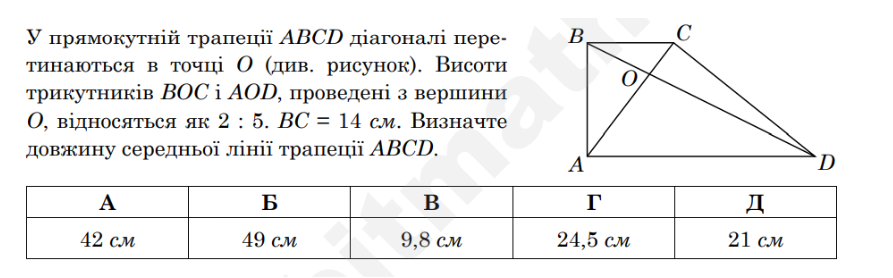 У прямокутній трапеції ABCD діагоналі пере-
тинаються в точці O (див. рисунок). Висоти
трикутників BOC і AOD, проведені з вершини
O, відносяться як 2 : 5. BC = 14 см. Визначте
довжину середньої лінії трапеції ABCD.
B C
O
A D
А Б В Г Д
42 см 49 см 9,8 см 24,5 см 21 см